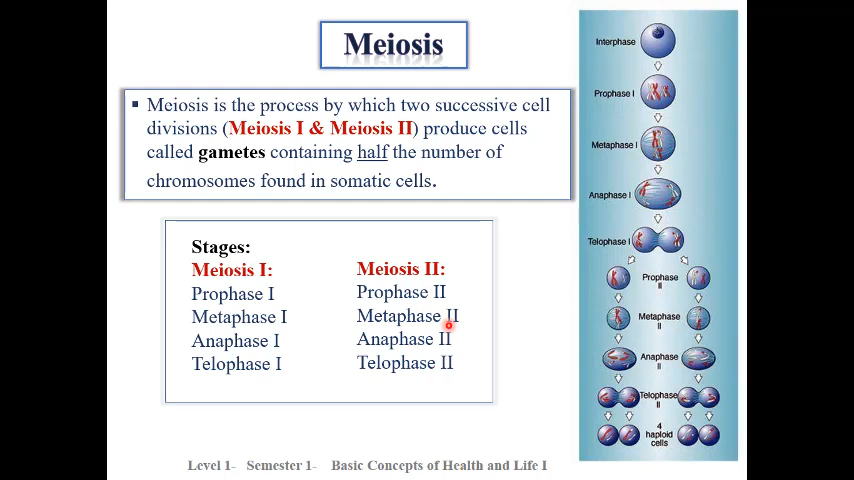 Meiosis
▪ Meiosis is the process by which two successive cell
divisions (Meiosis I & Meiosis II) produce cells
called gametes containing half the number of
chromosomes found in somatic cells.
Stages:
Meiosis I:
Prophase I
Metaphase I
Anaphase I
Telophase I
Meiosis II:
Prophase II
Metaphase II
Anaphase II
Telophase II
Interphase
Prophase I
Metaphase I
Anaphase I
Telophase I
Prophase
II
Metaphase
II
Anaphase
II
Telophase
II
4
haploid
cells
Level 1- Semester 1- Basic Concepts of Health and Life I